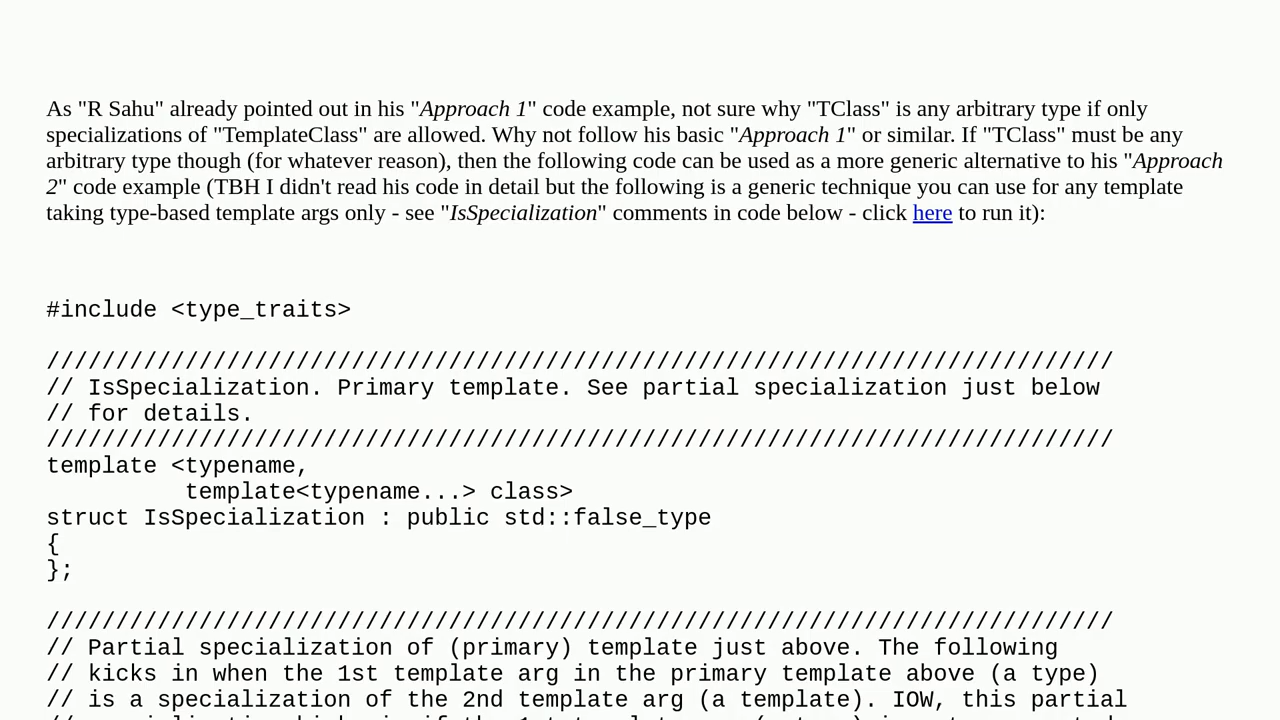 As "R Sahu" already pointed out in his "Approach 1" code example, not sure why "TClass" is any arbitrary type if only
specializations of "TemplateClass" are allowed. Why not follow his basic "Approach 1" or similar. If "TClass" must be any
arbitrary type though (for whatever reason), then the following code can be used as a more generic alternative to his "Approach
2" code example (TBH I didn't read his code in detail but the following is a generic technique you can use for any template
taking type-based template args only - see "IsSpecialization" comments in code below - click here to run it):
#include <type_traits>
/////////////////////////////////////////////////////////////////////////////
// IsSpecialization. Primary template. See partial specialization just below
// for details.
/////////////////////////////////////////////////////////////////////////////
template <typename,
          template<typename...> class>
struct IsSpecialization : public std::false_type
{
};
/////////////////////////////////////////////////////////////////////////////
// Partial specialization of (primary) template just above. The following
// kicks in when the 1st template arg in the primary template above (a type)
// is a specialization of the 2nd template arg (a template). IOW, this partial